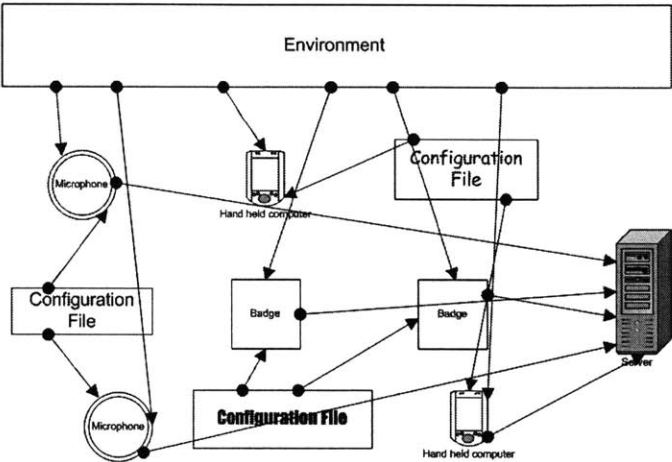 Environment
Configuration
File
Microphone
Hand held computer
Configuration
File
Badge
Badge
Server
Configuration File
Microphone
Hand held computer